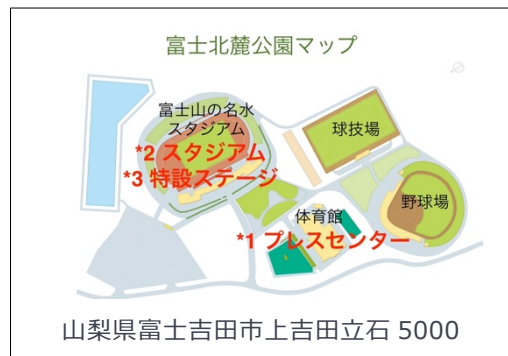 富士北麓公園マップ
富士山の名水
スタジアム
*2 スタジアム
*3 特設ステージ
球技場
野球場
体育館
*1 プレスセンター
山梨県富士吉田市上吉田立石 5000